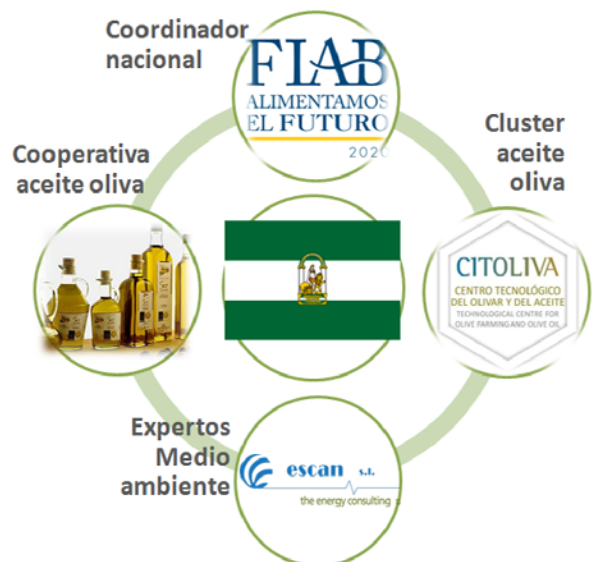 Coordinador
nacional
FIAB
ALIMENTAMOS
EL FUTURO
2020
Cluster
aceite
oliva
Cooperativa
aceite oliva
CITOLIVA
CENTRO TECNOLÓGICO
DEL OLIVAR Y DEL ACEITE
TECHNOLOGICAL CENTRE FOR
OLIVE FARMING AND OLIVE OIL
Expertos
Medio
ambiente
escan s.l.
the energy consulting